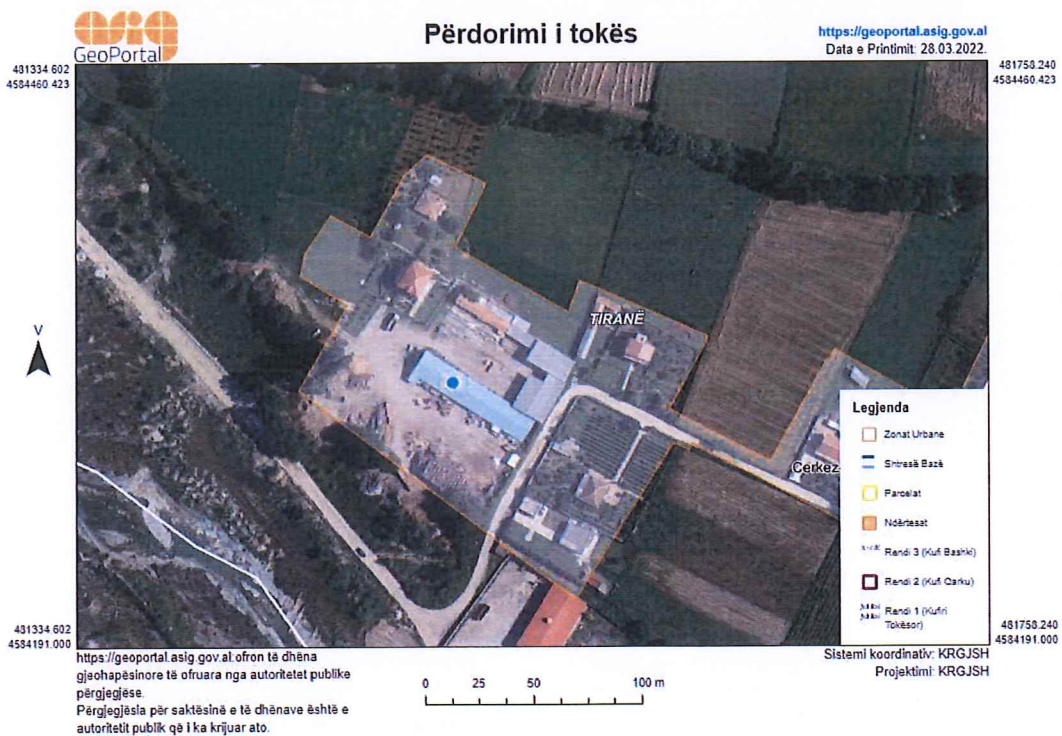 asig
GeoPortal
Përdorimi i tokës
https://geoportal.asig.gov.al
Data e Printimit: 28.03.2022.
481334 602
4584460 423
481758.240
4584460.423
TIRANË
Cerkez
V
Legjenda
Zonat Urbane
Shtresë Bazë
Parcelat
Ndërtesat
Rendi 3 (Kufi Bashki)
Rendi 2 (Kufi Qarku)
Rendi 1 (Kufiri
Tokësor)
481334 602
4584191.000
481758.240
4584191.000
https://geoportal.asig.gov.al ofron të dhëna
gjeohapësinore të ofruara nga autoritetet publike
përgjegjëse.
Përgjegjësia për saktësinë e të dhënave është e
autoritetit publik që i ka krijuar ato.
0 25 50 100 m
Sistemi koordinativ: KRGJSH
Projektimi: KRGJSH